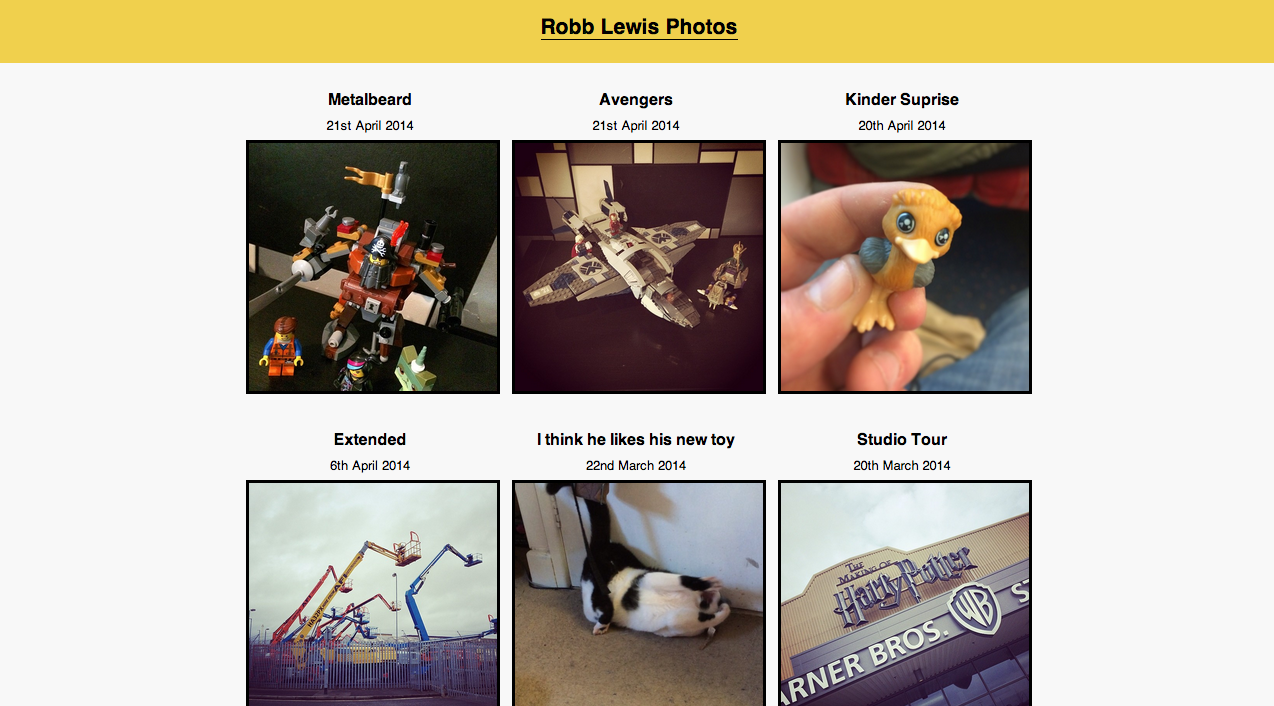 Robb Lewis Photos
Metalbeard
21st April 2014
Avengers
21st April 2014
Kinder Suprise
20th April 2014
Extended
6th April 2014
I think he likes his new toy
22nd March 2014
Studio Tour
20th March 2014
THE
MAKING OF
Harry Potter
WB
ARNER BROS. S